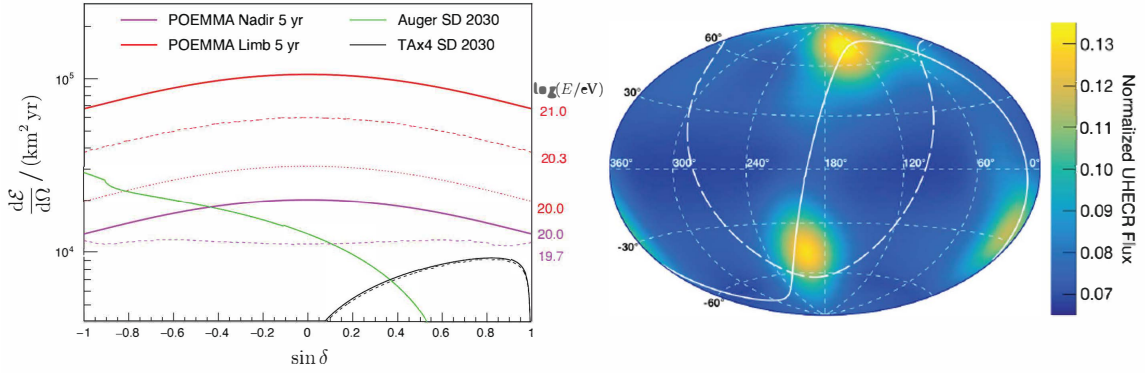 POEMMA Nadir 5 yr
POEMMA Limb 5 yr
Auger SD 2030
TAx4 SD 2030
10⁵
10⁴
dℰ/dΩ / (km² yr)
log(E/eV)
21.0
20.3
20.0
20.0
19.7
-1 -0.8 -0.6 -0.4 -0.2 0 0.2 0.4 0.6 0.8 1
sin δ
60°
60°
30°
30°
360° 300° 240° 180° 120° 60° 0°
-30°
-30°
-60°
-60°
0.13
0.12
0.11
0.10
0.09
0.08
0.07
Normalized UHECR Flux